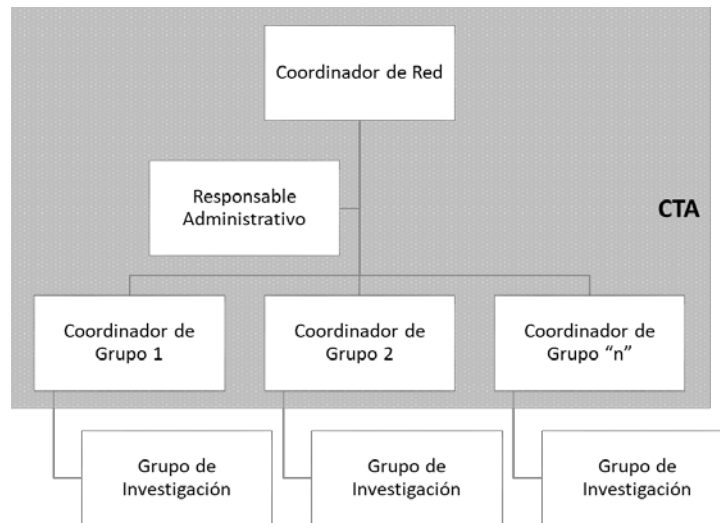 Coordinador de Red
Responsable
Administrativo
CTA
Coordinador de
Grupo 1
Coordinador de
Grupo 2
Coordinador de
Grupo “n”
Grupo de
Investigación
Grupo de
Investigación
Grupo de
Investigación